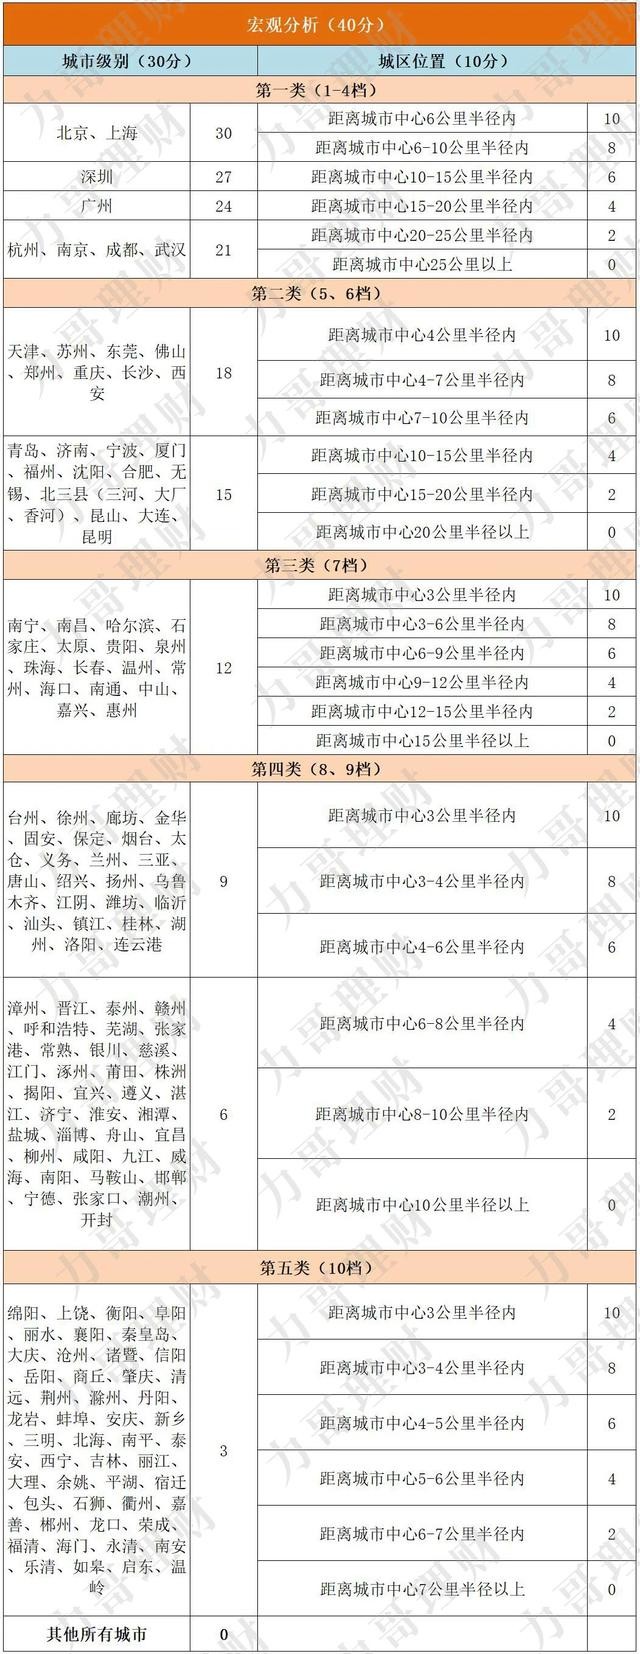 宏观分析（40分）
城市级别（30分） 城区位置（10分）
第一类（1-4档）
北京、上海 30
距离城市中心6公里半径内 10
距离城市中心6-10公里半径内 8
深圳 27 距离城市中心10-15公里半径内 6
广州 24 距离城市中心15-20公里半径内 4
杭州、南京、成都、武汉 21
距离城市中心20-25公里半径内 2
距离城市中心25公里以上 0
第二类（5、6档）
天津、苏州、东莞、佛山
、郑州、重庆、长沙、西
安
18
距离城市中心4公里半径内 10
距离城市中心4-7公里半径内 8
距离城市中心7-10公里半径内 6
青岛、济南、宁波、厦门
、福州、沈阳、合肥、无
锡、北三县（三河、大厂
、香河）、昆山、大连、
昆明
15
距离城市中心10-15公里半径内 4
距离城市中心15-20公里半径内 2
距离城市中心20公里半径以上 0
第三类（7档）
南宁、南昌、哈尔滨、石
家庄、太原、贵阳、泉州
、珠海、长春、温州、常
州、海口、南通、中山、
嘉兴、惠州
12
距离城市中心3公里半径内 10
距离城市中心3-6公里半径内 8
距离城市中心6-9公里半径内 6
距离城市中心9-12公里半径内 4
距离城市中心12-15公里半径内 2
距离城市中心15公里半径以上 0
第四类（8、9档）
台州、徐州、廊坊、金华
、固安、保定、烟台、太
仓、义务、兰州、三亚、
唐山、绍兴、扬州、乌鲁
木齐、江阴、潍坊、临沂
、汕头、镇江、桂林、湖
州、洛阳、连云港
9
距离城市中心3公里半径内 10
距离城市中心3-4公里半径内 8
距离城市中心4-6公里半径内 6
漳州、晋江、泰州、赣州
、呼和浩特、芜湖、张家
港、常熟、银川、慈溪、
江门、涿州、莆田、株洲
、揭阳、宜兴、遵义、湛
江、济宁、淮安、湘潭、
盐城、淄博、舟山、宜昌
、柳州、咸阳、九江、威
海、南阳、马鞍山、邯郸
、宁德、张家口、潮州、
开封
6
距离城市中心6-8公里半径内 4
距离城市中心8-10公里半径内 2
距离城市中心10公里半径以上 0
第五类（10档）
绵阳、上饶、衡阳、阜阳
、丽水、襄阳、秦皇岛、
大庆、沧州、诸暨、信阳
、岳阳、商丘、肇庆、清
远、荆州、滁州、丹阳、
龙岩、蚌埠、安庆、新乡
、三明、北海、南平、泰
安、西宁、吉林、丽江、
大理、余姚、平湖、宿迁
、包头、石狮、衢州、嘉
善、郴州、龙口、荣成、
福清、海门、永清、南安
、乐清、如皋、启东、温
岭
3
距离城市中心3公里半径内 10
距离城市中心3-4公里半径内 8
距离城市中心4-5公里半径内 6
距离城市中心5-6公里半径内 4
距离城市中心6-7公里半径内 2
距离城市中心7公里半径以上 0
其他所有城市 0
力哥理财